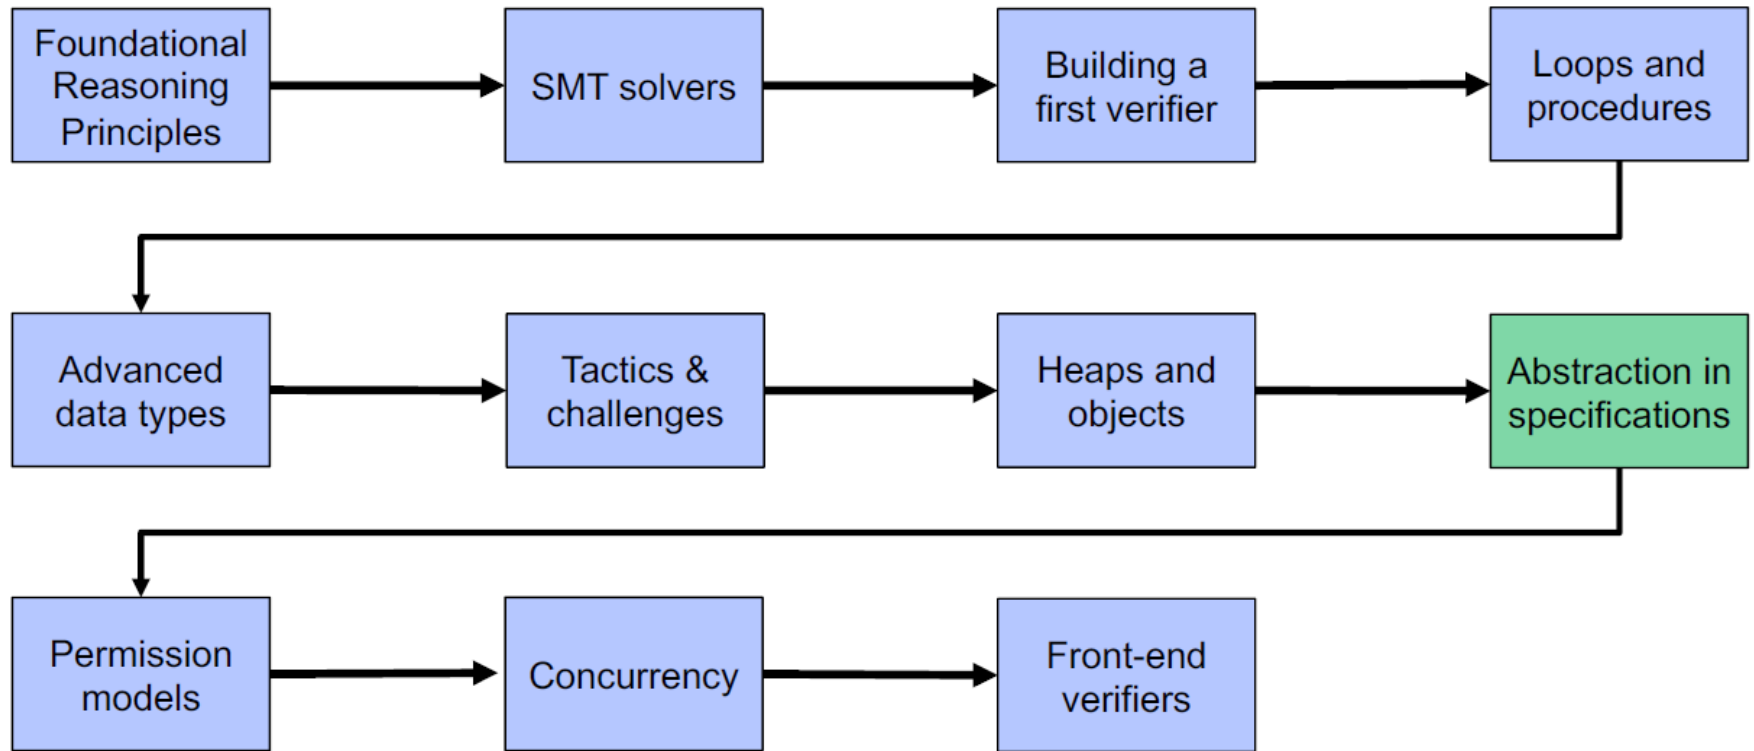 Foundational
Reasoning
Principles
SMT solvers
Building a
first verifier
Loops and
procedures
Advanced
data types
Tactics &
challenges
Heaps and
objects
Abstraction in
specifications
Permission
models
Concurrency
Front-end
verifiers